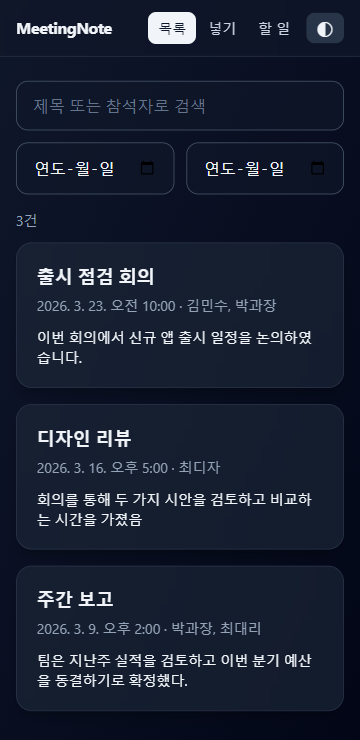 MeetingNote 목록 넣기 할 일
제목 또는 참석자로 검색
연도-월-일 연도-월-일
3건
출시 점검 회의
2026. 3. 23. 오전 10:00 · 김민수, 박과장
이번 회의에서 신규 앱 출시 일정을 논의하였
습니다.
디자인 리뷰
2026. 3. 16. 오후 5:00 · 최디자
회의를 통해 두 가지 시안을 검토하고 비교하
는 시간을 가졌음
주간 보고
2026. 3. 9. 오후 2:00 · 박과장, 최대리
팀은 지난주 실적을 검토하고 이번 분기 예산
을 동결하기로 확정했다.